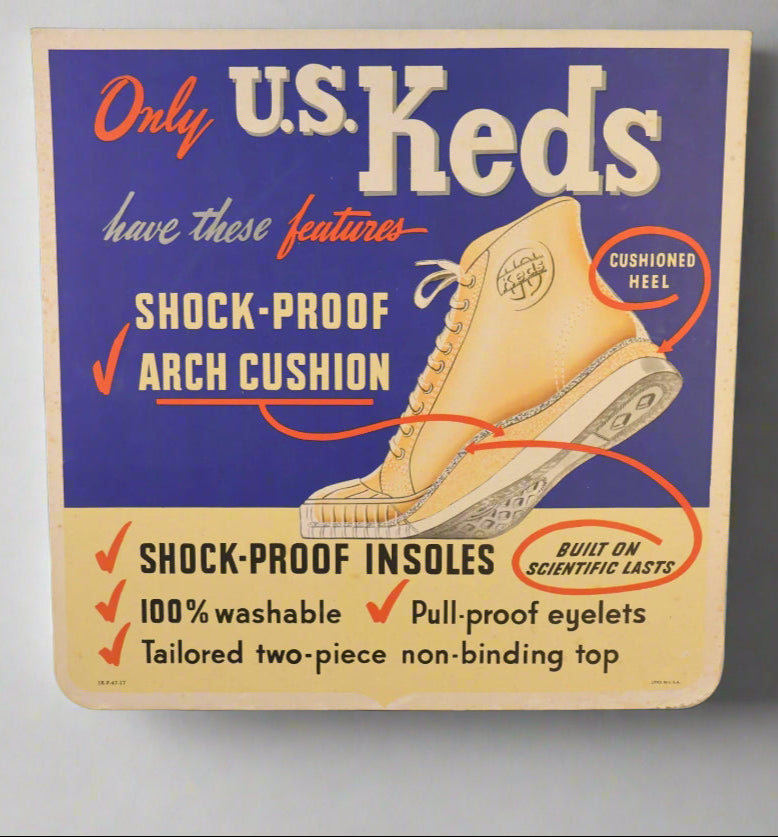 Only U.S. Keds
have these features
CUSHIONED
HEEL
SHOCK-PROOF
ARCH CUSHION
Keds
SHOCK-PROOF INSOLES
BUILT ON
SCIENTIFIC LASTS
100% washable
Pull-proof eyelets
Tailored two-piece non-binding top